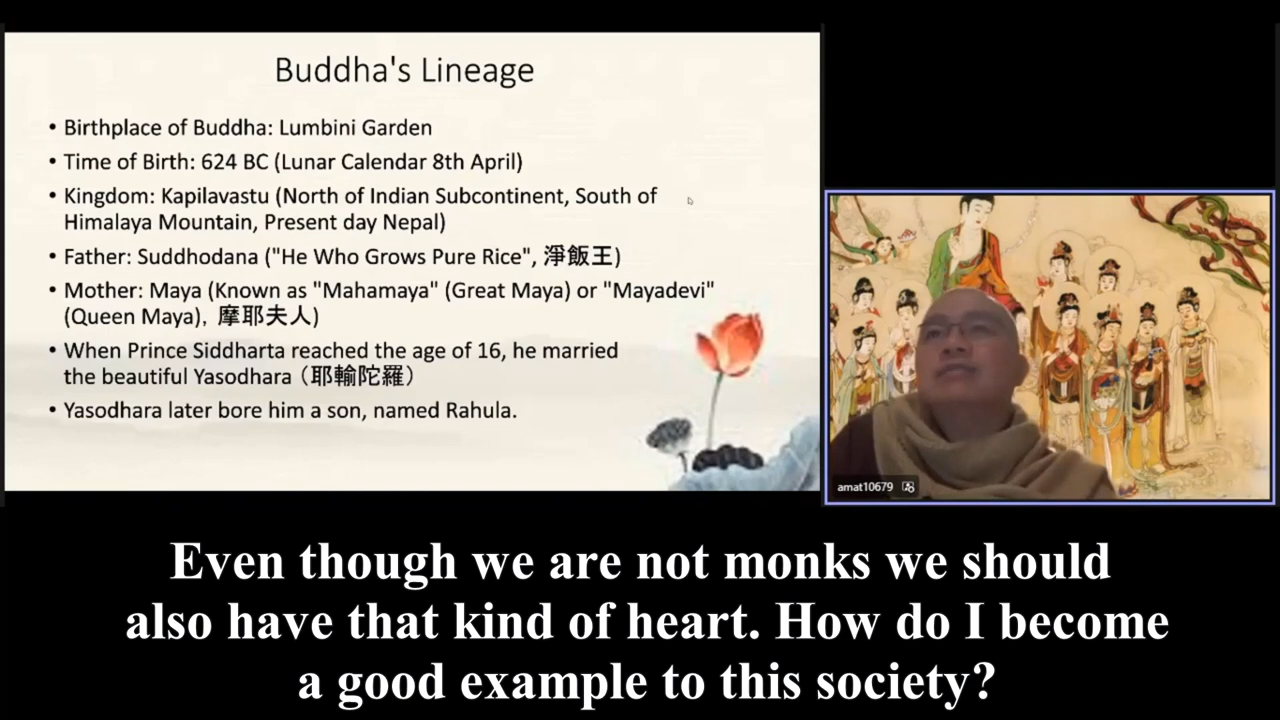 Buddha's Lineage
• Birthplace of Buddha: Lumbini Garden
• Time of Birth: 624 BC (Lunar Calendar 8th April)
• Kingdom: Kapilavastu (North of Indian Subcontinent, South of
Himalaya Mountain, Present day Nepal)
• Father: Suddhodana ("He Who Grows Pure Rice", 淨飯王)
• Mother: Maya (Known as "Mahamaya" (Great Maya) or "Mayadevi"
(Queen Maya), 摩耶夫人)
• When Prince Siddharta reached the age of 16, he married
the beautiful Yasodhara (耶輸陀羅)
• Yasodhara later bore him a son, named Rahula.
amat10679
Even though we are not monks we should
also have that kind of heart. How do I become
a good example to this society?